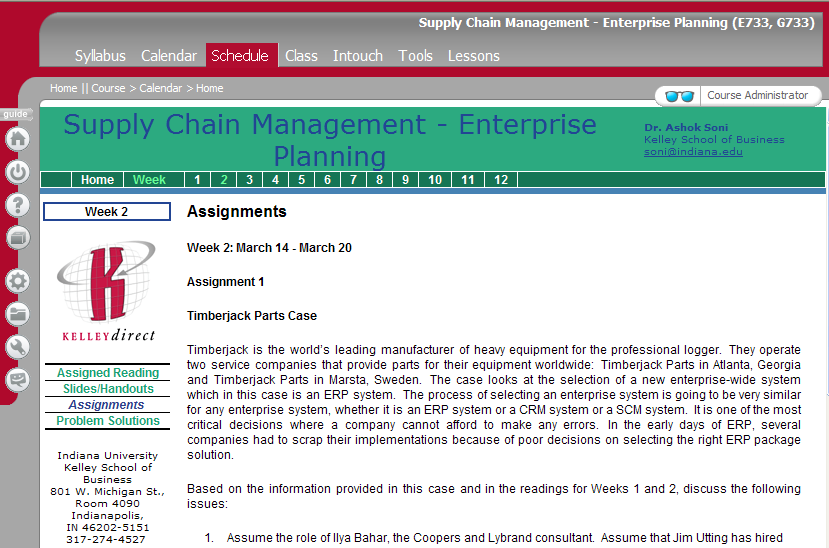 Supply Chain Management - Enterprise Planning (E733, G733)
Syllabus Calendar Schedule Class Intouch Tools Lessons
Home || Course > Calendar > Home
Course Administrator
guide
Supply Chain Management - Enterprise
Planning
Dr. Ashok Soni
Kelley School of Business
soni@indiana.edu
Home Week 1 2 3 4 5 6 7 8 9 10 11 12
Week 2
K
KELLEYdirect
Assigned Reading
Slides/Handouts
Assignments
Problem Solutions
Indiana University
Kelley School of
Business
801 W. Michigan St.,
Room 4090
Indianapolis,
IN 46202-5151
317-274-4527
Assignments
Week 2: March 14 - March 20
Assignment 1
Timberjack Parts Case
Timberjack is the world's leading manufacturer of heavy equipment for the professional logger. They operate
two service companies that provide parts for their equipment worldwide: Timberjack Parts in Atlanta, Georgia
and Timberjack Parts in Marsta, Sweden. The case looks at the selection of a new enterprise-wide system
which in this case is an ERP system. The process of selecting an enterprise system is going to be very similar
for any enterprise system, whether it is an ERP system or a CRM system or a SCM system. It is one of the most
critical decisions where a company cannot afford to make any errors. In the early days of ERP, several
companies had to scrap their implementations because of poor decisions on selecting the right ERP package
solution.
Based on the information provided in this case and in the readings for Weeks 1 and 2, discuss the following
issues:
1. Assume the role of Ilya Bahar, the Coopers and Lybrand consultant. Assume that Jim Utting has hired